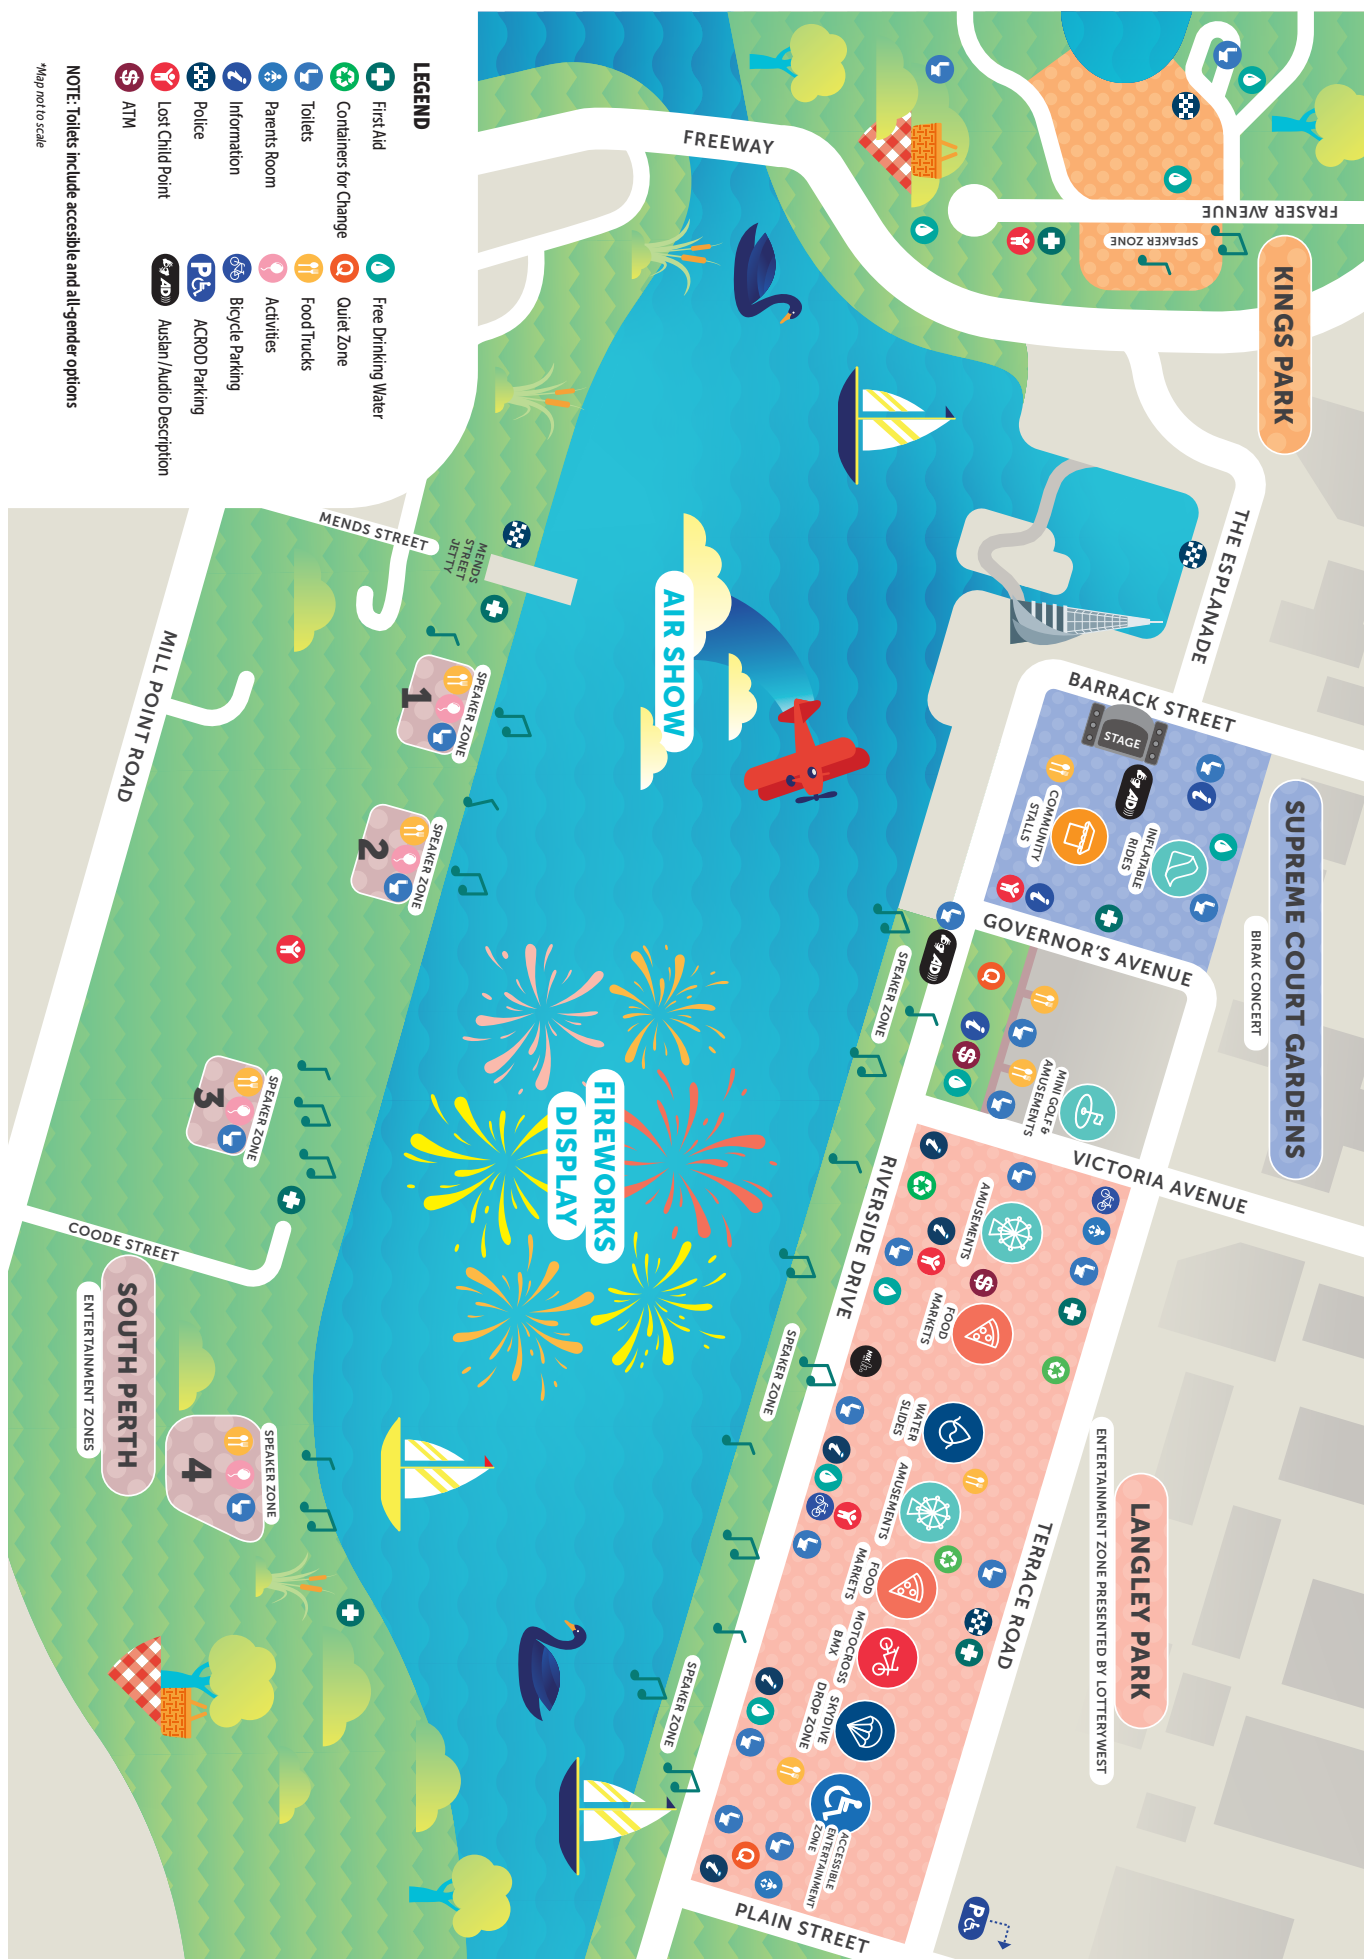 KINGS PARK
FRASER AVENUE
SPEAKER ZONE
FREEWAY
THE ESPLANADE
BARRACK STREET
SUPREME COURT GARDENS
BIRAK CONCERT
STAGE
AD
COMMUNITY
STALLS
INFLATABLE
RIDES
GOVERNOR'S AVENUE
AD
SPEAKER ZONE
Q
i
$
MINI GOLF &
AMUSEMENTS
VICTORIA AVENUE
RIVERSIDE DRIVE
LANGLEY PARK
ENTERTAINMENT ZONE PRESENTED BY LOTTERYWEST
TERRACE ROAD
AMUSEMENTS
$
FOOD
MARKETS
MIX
SPEAKER ZONE
WATER
SLIDES
AMUSEMENTS
FOOD
MARKETS
MOTOCROSS
BMX
SKYDIVE
DROP ZONE
ACCESSIBLE
ENTERTAINMENT
ZONE
Q
SPEAKER ZONE
PLAIN STREET
P
AIR SHOW
FIREWORKS
DISPLAY
MENDS STREET
MENDS
STREET
JETTY
MILL POINT ROAD
SPEAKER ZONE
1
SPEAKER ZONE
2
SPEAKER ZONE
3
COODE STREET
SOUTH PERTH
ENTERTAINMENT ZONES
SPEAKER ZONE
4
LEGEND
First Aid
Containers for Change
Toilets
Parents Room
Information
Police
Lost Child Point
$ ATM
Free Drinking Water
Q Quiet Zone
Food Trucks
Activities
Bicycle Parking
P ACROD Parking
AD Auslan / Audio Description
NOTE: Toilets include accesible and all-gender options
*Map not to scale